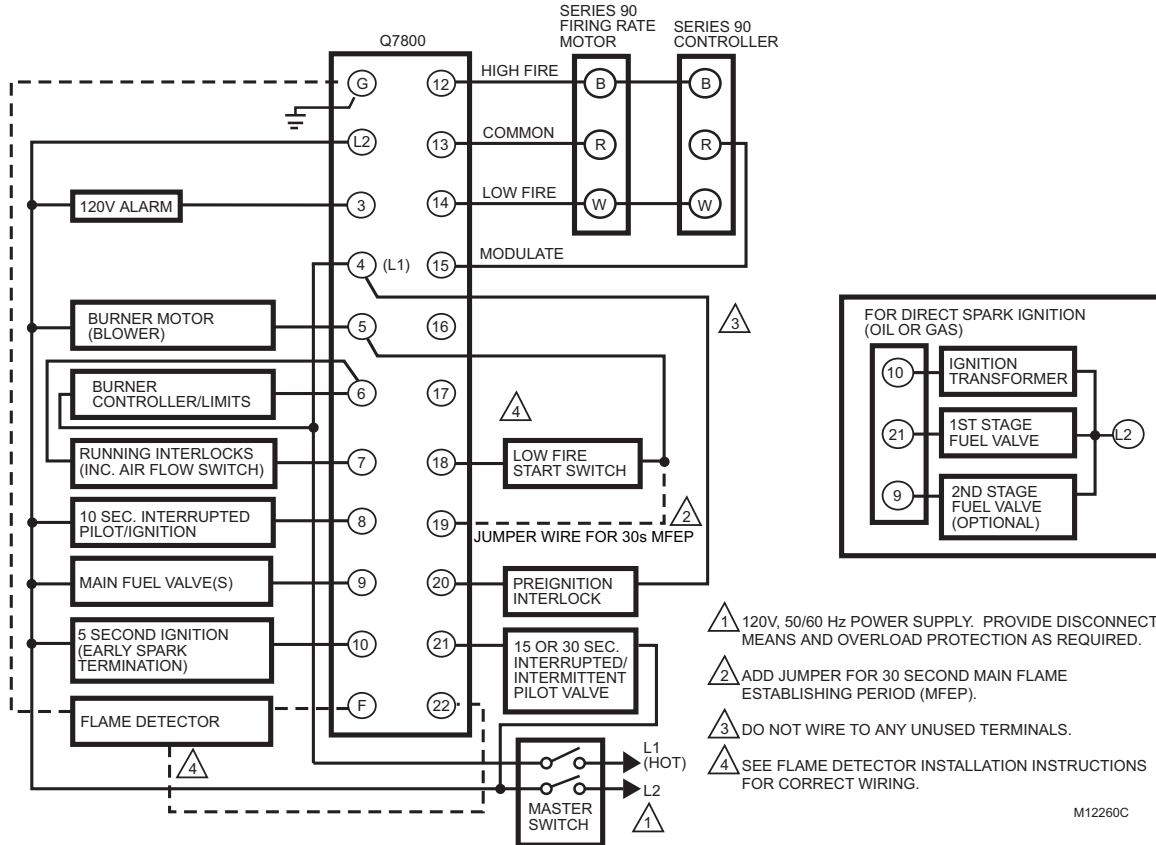 Q7800
SERIES 90
FIRING RATE
MOTOR
SERIES 90
CONTROLLER
G
L2
3
4
(L1)
5
6
7
8
9
10
F
12
13
14
15
16
17
18
19
20
21
22
HIGH FIRE
COMMON
LOW FIRE
MODULATE
B
R
W
B
R
W
120V ALARM
BURNER MOTOR
(BLOWER)
BURNER
CONTROLLER/LIMITS
RUNNING INTERLOCKS
(INC. AIR FLOW SWITCH)
10 SEC. INTERRUPTED
PILOT/IGNITION
MAIN FUEL VALVE(S)
5 SECOND IGNITION
(EARLY SPARK
TERMINATION)
FLAME DETECTOR
4
3
4
LOW FIRE
START SWITCH
2
JUMPER WIRE FOR 30s MFEP
PREIGNITION
INTERLOCK
15 OR 30 SEC.
INTERRUPTED/
INTERMITTENT
PILOT VALVE
L1
(HOT)
L2
MASTER
SWITCH
1
FOR DIRECT SPARK IGNITION
(OIL OR GAS)
10
IGNITION
TRANSFORMER
21
1ST STAGE
FUEL VALVE
L2
9
2ND STAGE
FUEL VALVE
(OPTIONAL)
1 120V, 50/60 Hz POWER SUPPLY. PROVIDE DISCONNECT
MEANS AND OVERLOAD PROTECTION AS REQUIRED.
2 ADD JUMPER FOR 30 SECOND MAIN FLAME
ESTABLISHING PERIOD (MFEP).
3 DO NOT WIRE TO ANY UNUSED TERMINALS.
4 SEE FLAME DETECTOR INSTALLATION INSTRUCTIONS
FOR CORRECT WIRING.
M12260C